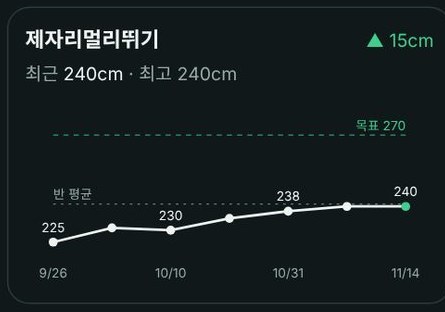 제자리멀리뛰기 ▲ 15cm
최근 240cm · 최고 240cm
목표 270
반 평균
225 230 238 240
9/26 10/10 10/31 11/14